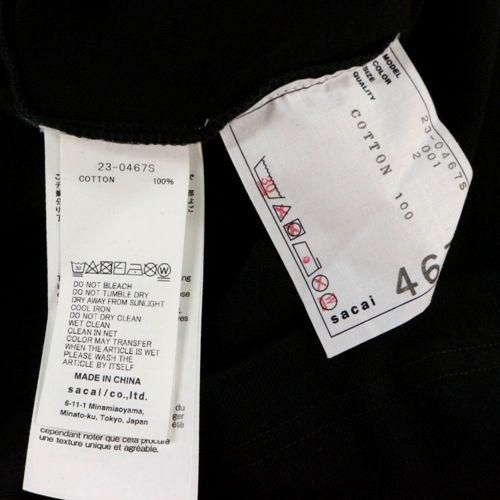 23-0467S
COTTON 100%
DO NOT BLEACH
DO NOT TUMBLE DRY
DRY AWAY FROM SUNLIGHT
COOL IRON
DO NOT DRY CLEAN
WET CLEAN
CLEAN IN NET
COLOR MAY TRANSFER
WHEN THE ARTICLE IS WET
PLEASE WASH THE
ARTICLE BY ITSELF
MADE IN CHINA
sacai/co.,ltd.
6-11-1 Minamiaoyama,
Minato-ku, Tokyo, Japan
cependant noter que cela procure
une texture unique et agréable.
MODEL 23-0467S
COLOR 001
SIZE 2
QUALITY
COTTON 100
30
sacai